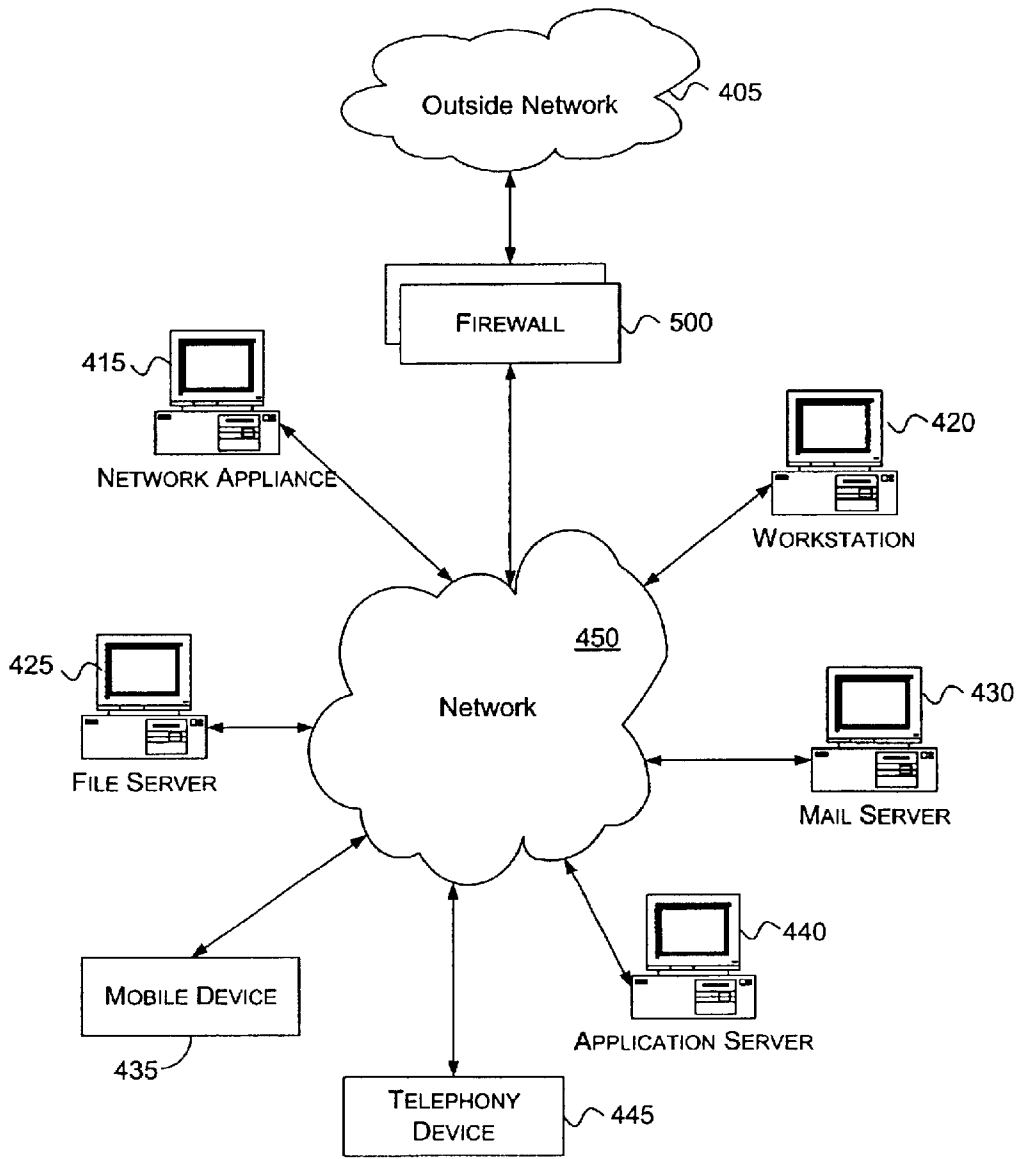 Outside Network
405
FIREWALL
500
415
NETWORK APPLIANCE
420
WORKSTATION
450
Network
425
FILE SERVER
430
MAIL SERVER
440
APPLICATION SERVER
MOBILE DEVICE
435
TELEPHONY
DEVICE
445